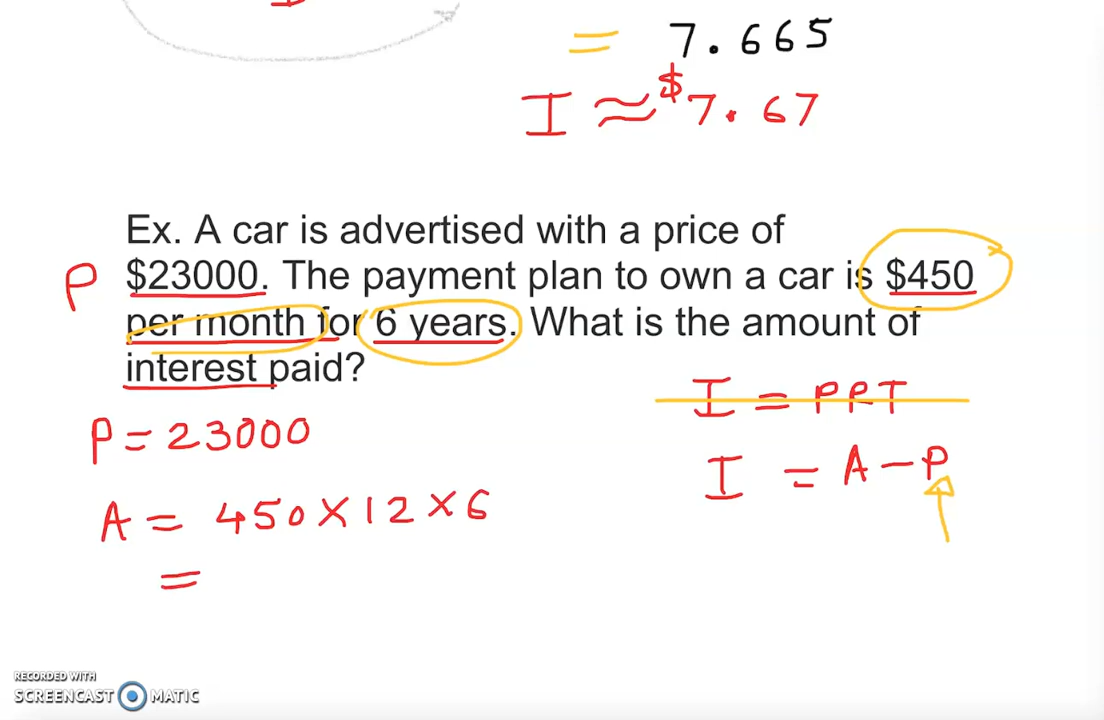 = 7.665
I ≈ $7.67
Ex. A car is advertised with a price of
P $23000. The payment plan to own a car is $450
per month for 6 years. What is the amount of
interest paid?
I = PRT
P = 23000
I = A - P
A = 450 × 12 × 6
=
RECORDED WITH
SCREENCAST MATIC